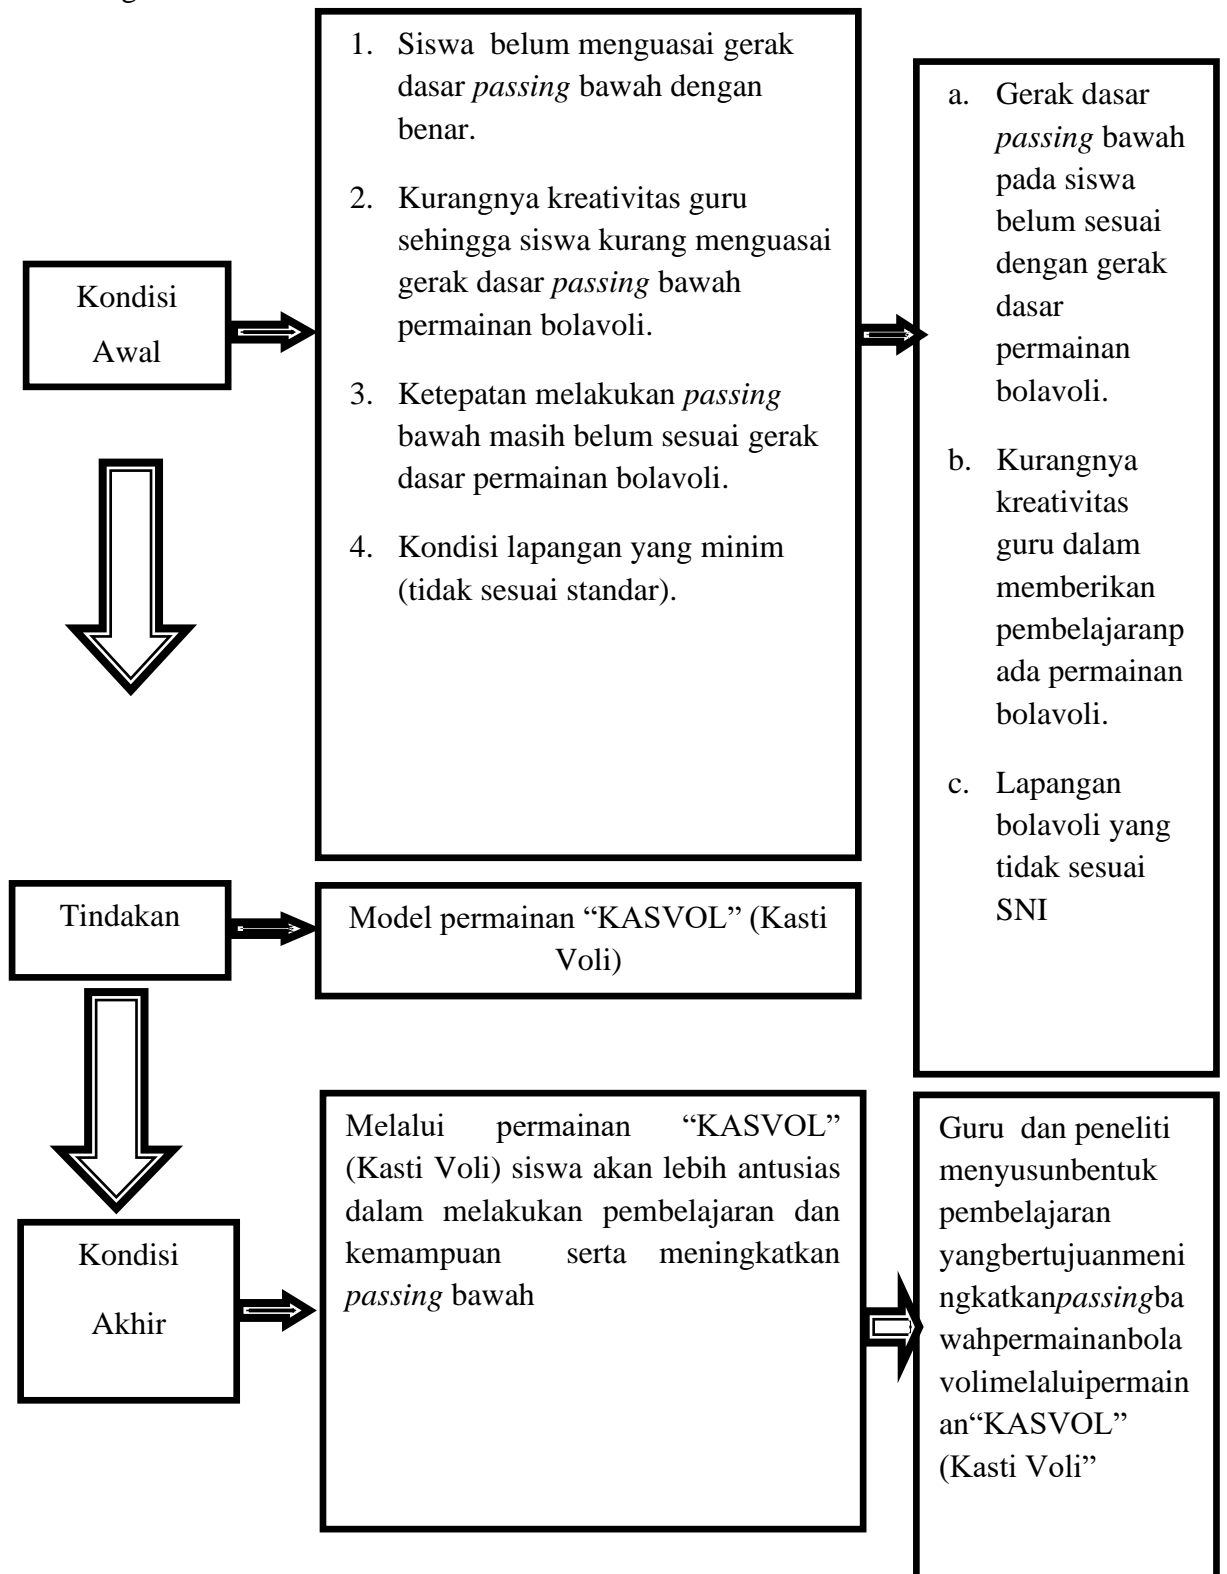 Kondisi
Awal
1. Siswa belum menguasai gerak
dasar passing bawah dengan
benar.
2. Kurangnya kreativitas guru
sehingga siswa kurang menguasai
gerak dasar passing bawah
permainan bolavoli.
3. Ketepatan melakukan passing
bawah masih belum sesuai gerak
dasar permainan bolavoli.
4. Kondisi lapangan yang minim
(tidak sesuai standar).
a. Gerak dasar
passing bawah
pada siswa
belum sesuai
dengan gerak
dasar
permainan
bolavoli.
b. Kurangnya
kreativitas
guru dalam
memberikan
pembelajaranp
ada permainan
bolavoli.
c. Lapangan
bolavoli yang
tidak sesuai
SNI
Tindakan
Model permainan “KASVOL” (Kasti
Voli)
Kondisi
Akhir
Melalui permainan “KASVOL”
(Kasti Voli) siswa akan lebih antusias
dalam melakukan pembelajaran dan
kemampuan serta meningkatkan
passing bawah
Guru dan peneliti
menyusunbentuk
pembelajaran
yangbertujuanmeni
ngkatkanpassingba
wahpermainanbola
volimelaluipermain
an“KASVOL”
(Kasti Voli”